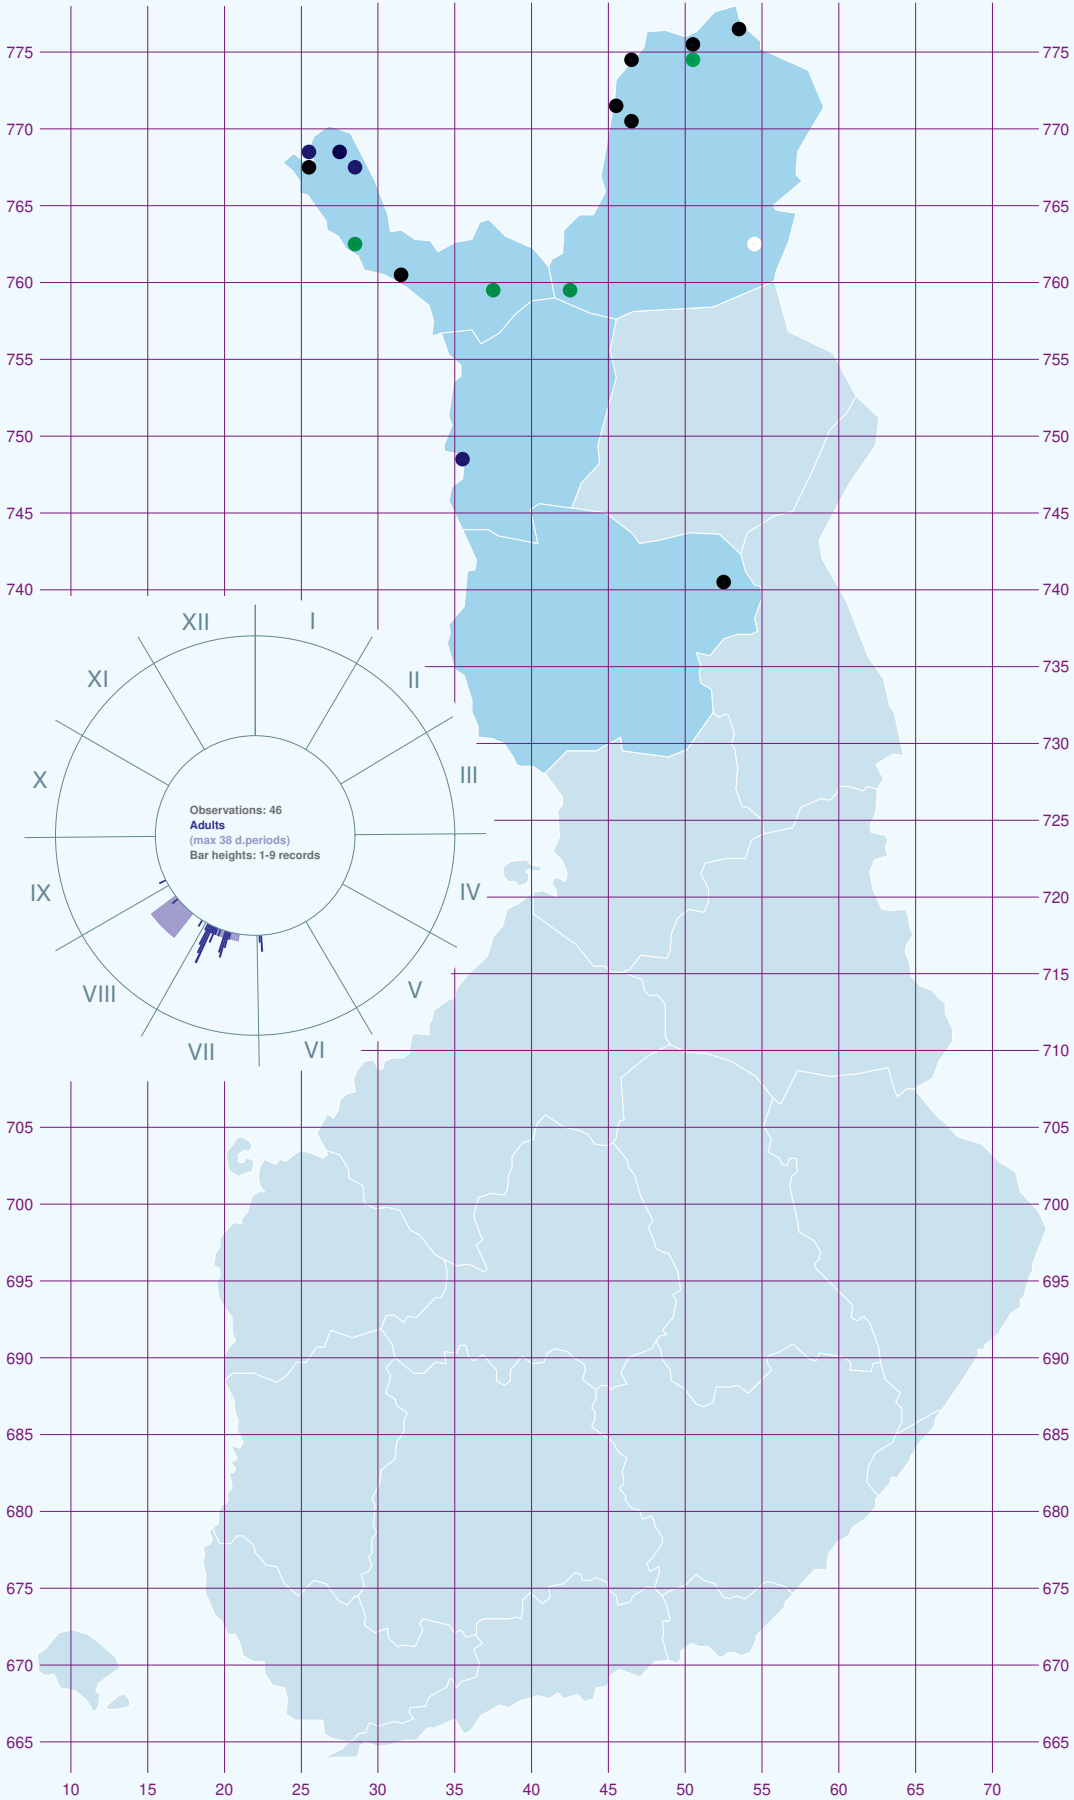 775 775
770 770
765 765
760 760
755 755
750 750
745 745
740 740
XII I
XI II
735
X III
730
Observations: 46
Adults
(max 38 d.periods)
Bar heights: 1-9 records
725
IX IV
720
VIII V
715
VII VI
710
705 705
700 700
695 695
690 690
685 685
680 680
675 675
670 670
665 665
10 15 20 25 30 35 40 45 50 55 60 65 70